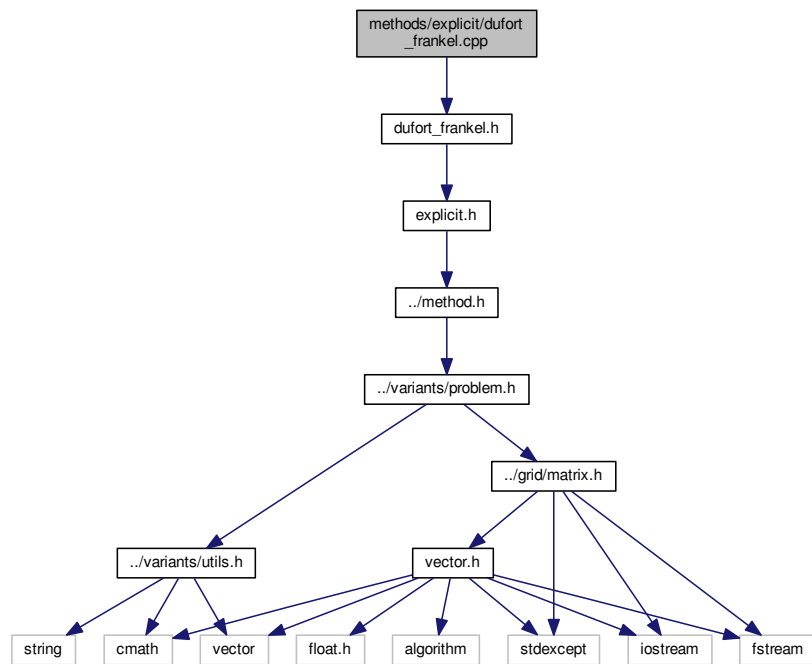 methods/explicit/dufort
_frankel.cpp
dufort_frankel.h
explicit.h
../method.h
../variants/problem.h
../grid/matrix.h
../variants/utils.h
vector.h
string
cmath
vector
float.h
algorithm
stdexcept
iostream
fstream